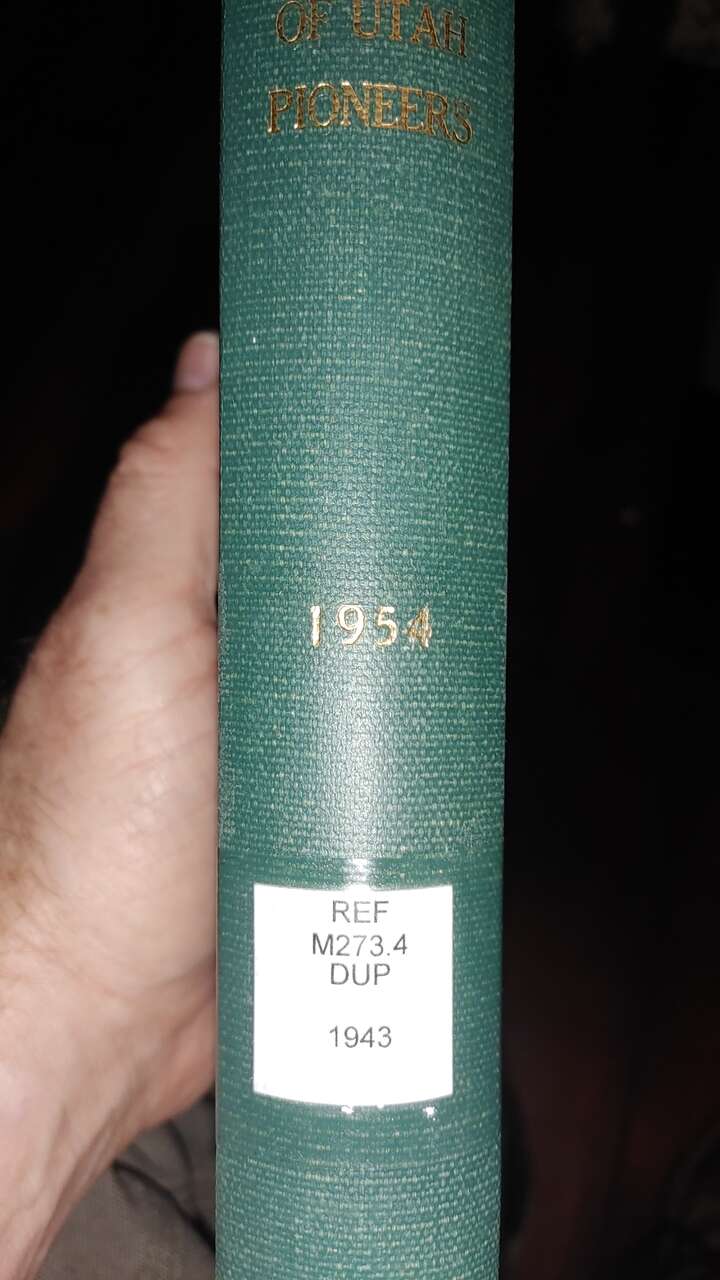 OF UTAH
PIONEERS
1954
REF
M273.4
DUP
1943